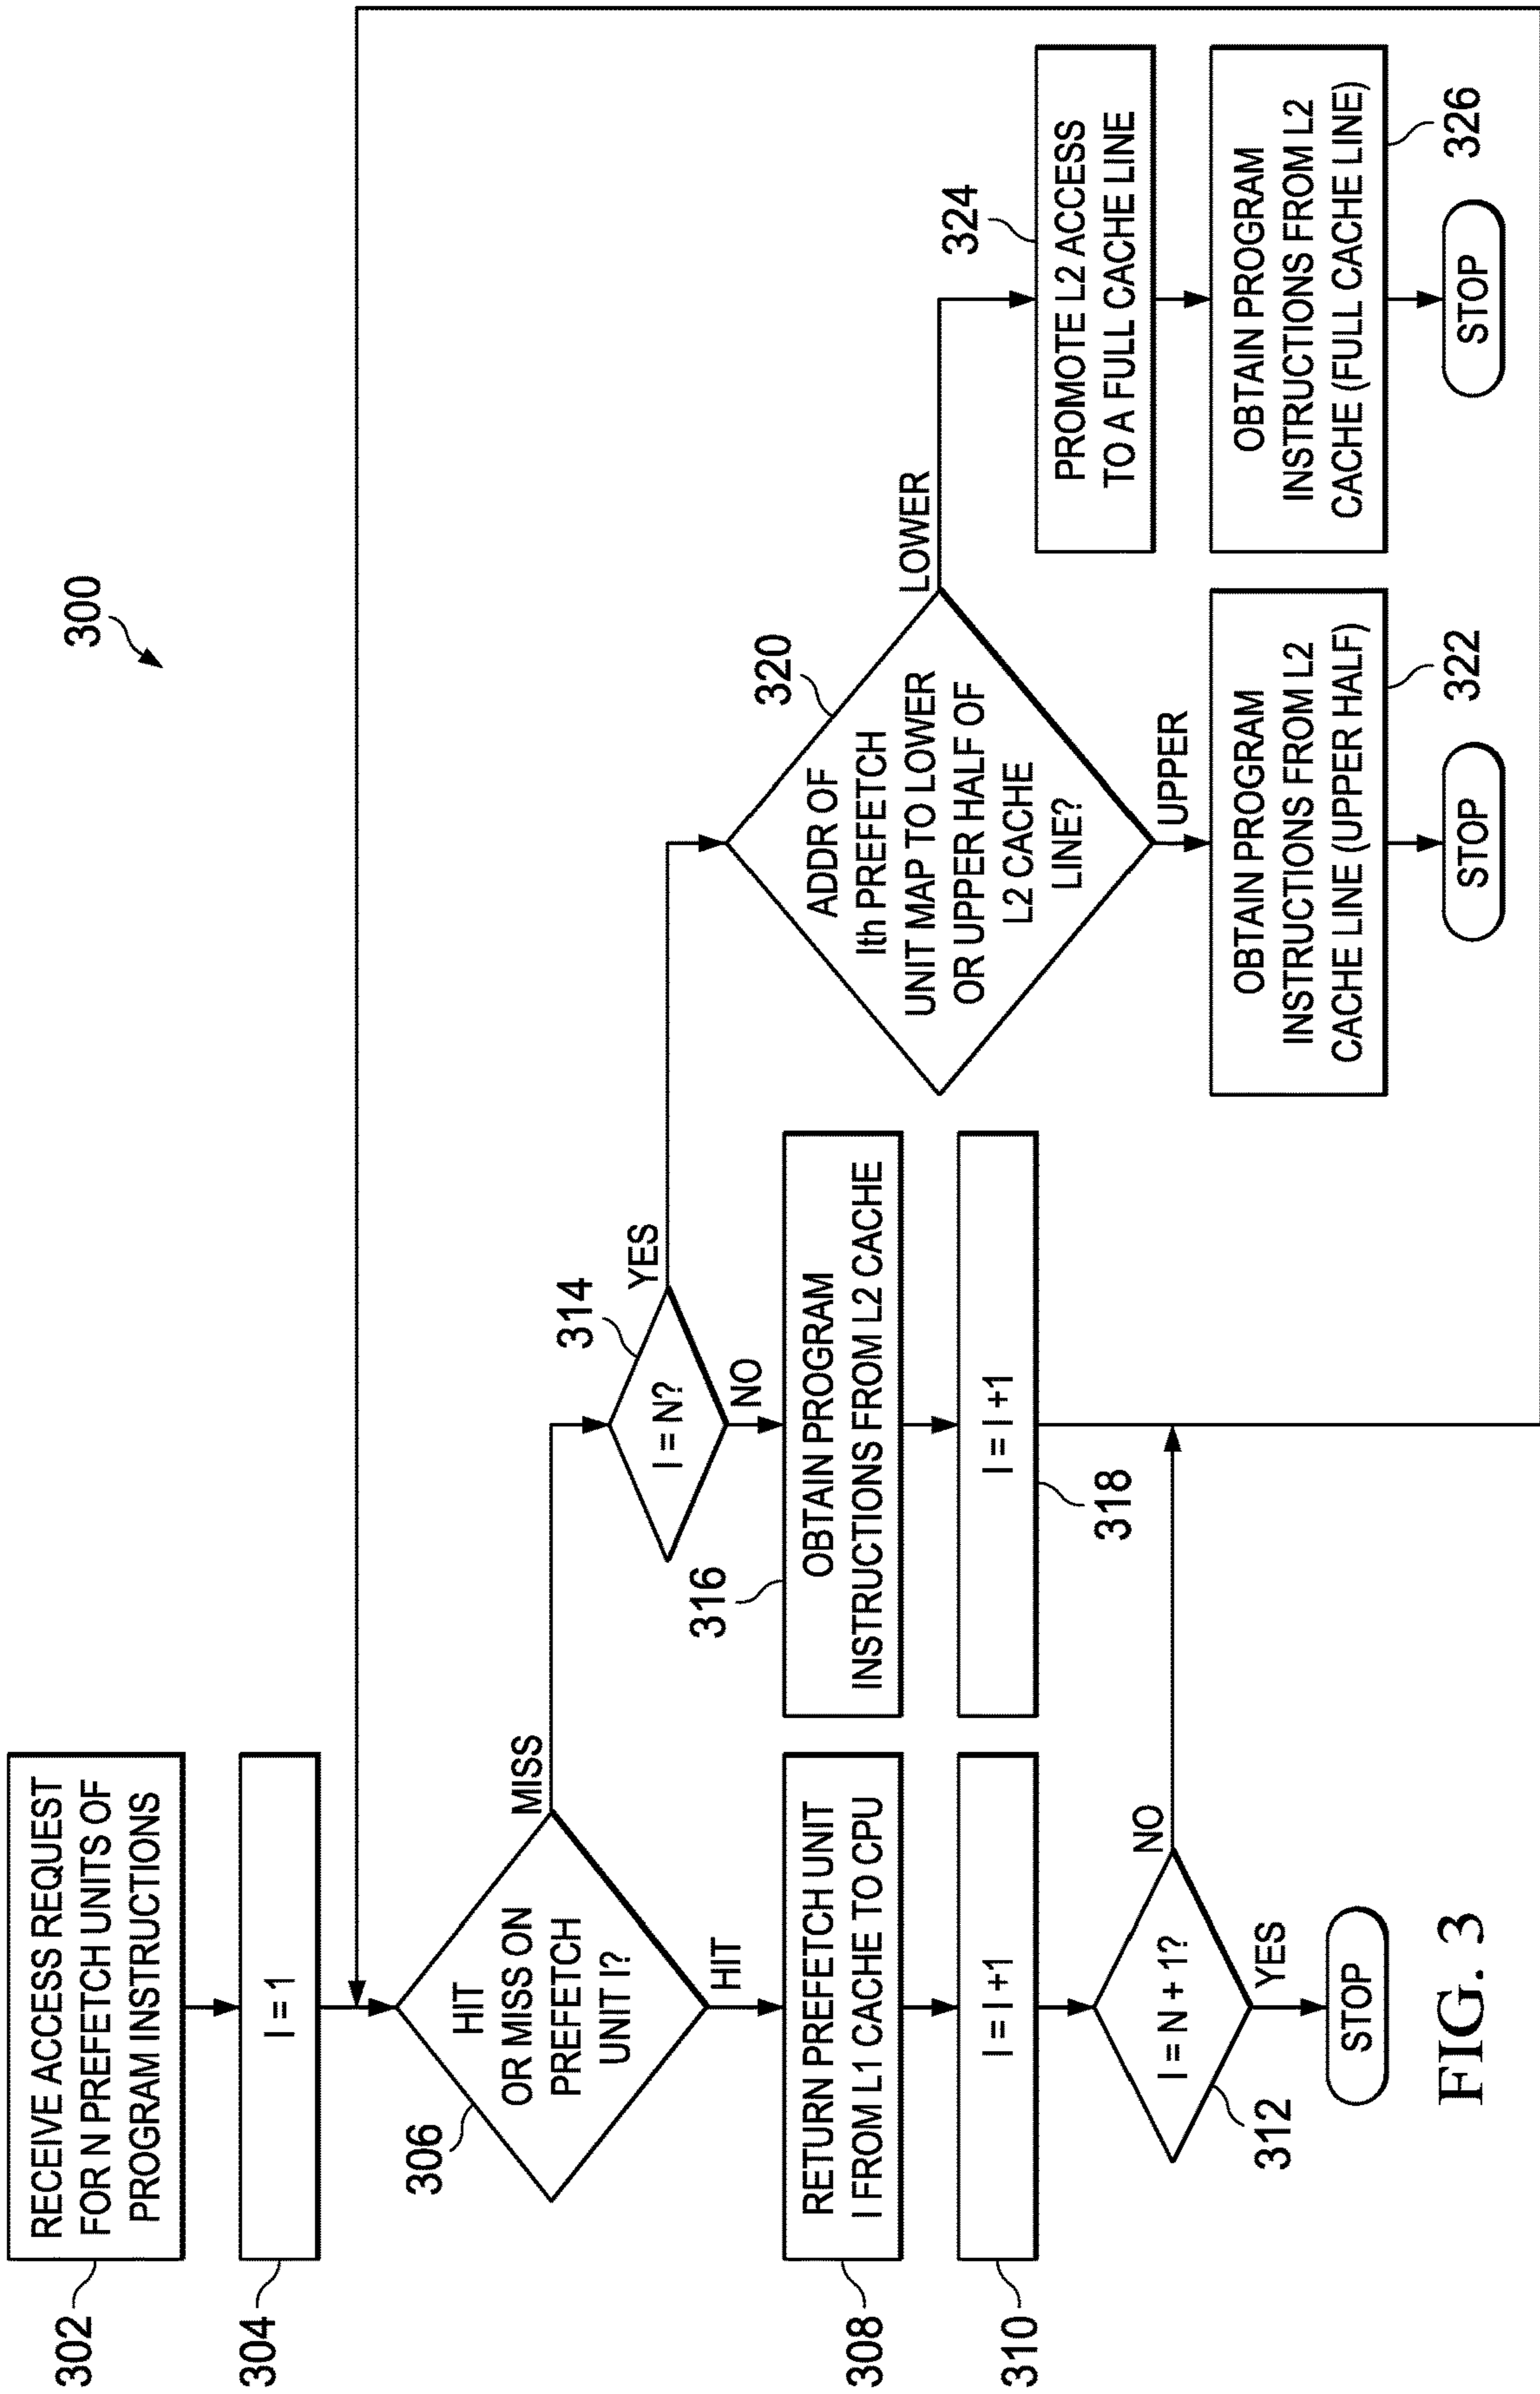 300
RECEIVE ACCESS REQUEST
FOR N PREFETCH UNITS OF
PROGRAM INSTRUCTIONS
302
I = 1
304
HIT
OR MISS ON
PREFETCH
UNIT I?
306
MISS
HIT
RETURN PREFETCH UNIT
I FROM L1 CACHE TO CPU
308
I = I +1
310
I = N + 1?
312
NO
YES
STOP
I = N?
314
YES
NO
OBTAIN PROGRAM
INSTRUCTIONS FROM L2 CACHE
316
I = I +1
318
ADDR OF
Ith PREFETCH
UNIT MAP TO LOWER
OR UPPER HALF OF
L2 CACHE
LINE?
320
LOWER
UPPER
OBTAIN PROGRAM
INSTRUCTIONS FROM L2
CACHE LINE (UPPER HALF)
322
STOP
PROMOTE L2 ACCESS
TO A FULL CACHE LINE
324
OBTAIN PROGRAM
INSTRUCTIONS FROM L2
CACHE (FULL CACHE LINE)
326
STOP
FIG. 3